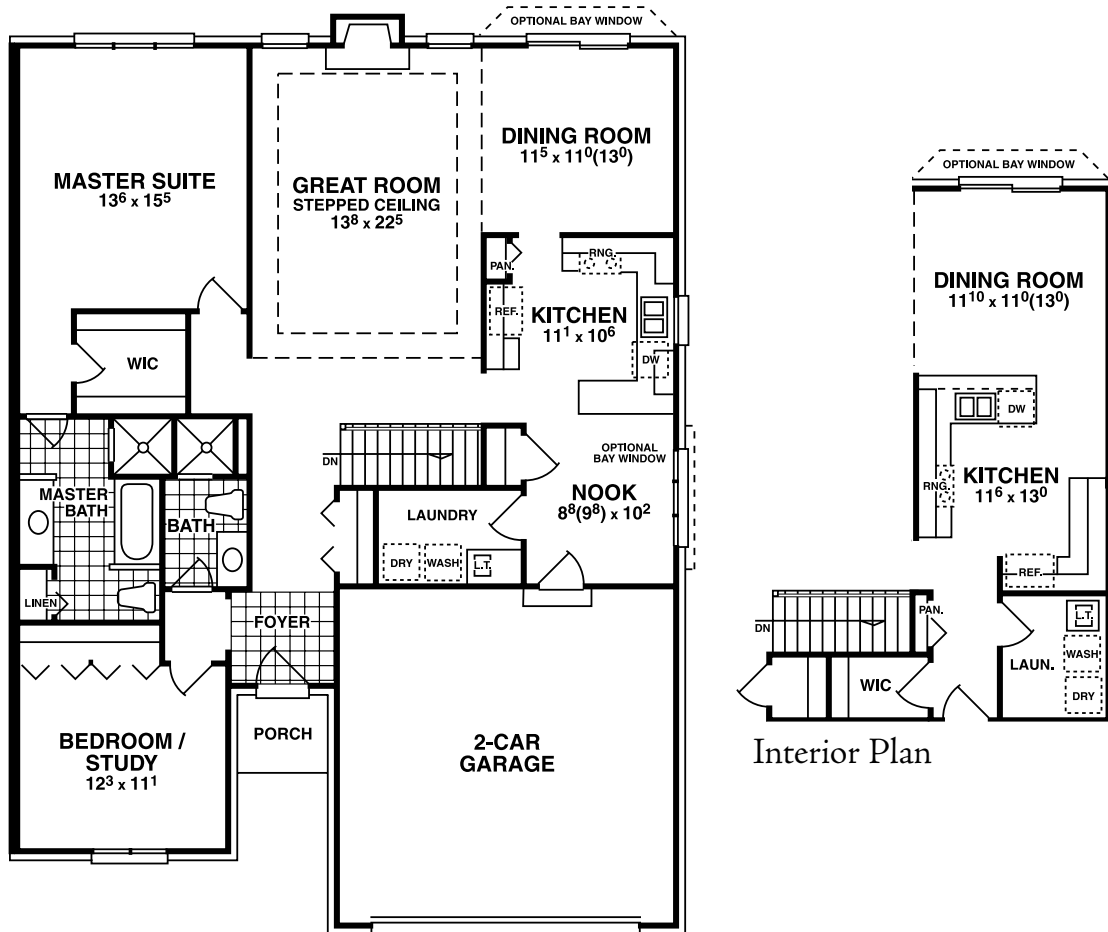 OPTIONAL BAY WINDOW
MASTER SUITE
13⁶ x 15⁵
GREAT ROOM
STEPPED CEILING
13⁸ x 22⁵
DINING ROOM
11⁵ x 11⁰(13⁰)
PAN.
RNG.
REF.
KITCHEN
11¹ x 10⁶
DW
WIC
DN
OPTIONAL
BAY WINDOW
NOOK
8⁸(9⁸) x 10²
MASTER
BATH
BATH
LAUNDRY
DRY
WASH
L.T.
LINEN
FOYER
PORCH
BEDROOM /
STUDY
12³ x 11¹
2-CAR
GARAGE
OPTIONAL BAY WINDOW
DINING ROOM
11¹⁰ x 11⁰(13⁰)
DW
KITCHEN
11⁶ x 13⁰
RNG.
REF.
PAN.
DN
L.T.
WASH
LAUN.
WIC
DRY
Interior Plan